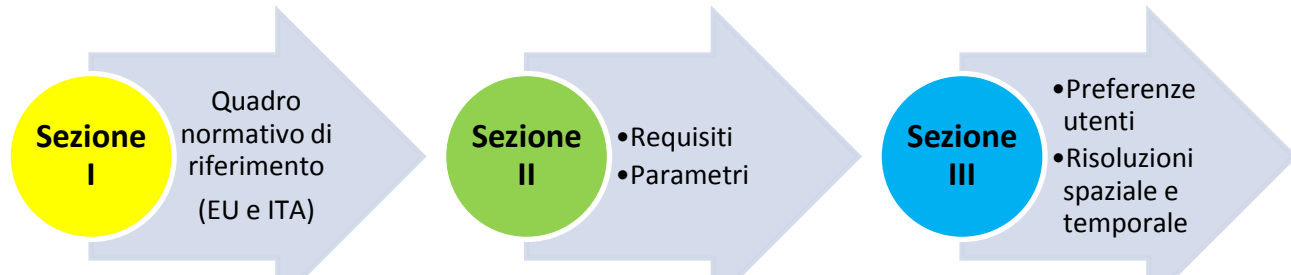 Sezione
I
Quadro
normativo di
riferimento
(EU e ITA)
Sezione
II
•Requisiti
•Parametri
Sezione
III
•Preferenze
utenti
•Risoluzioni
spaziale e
temporale